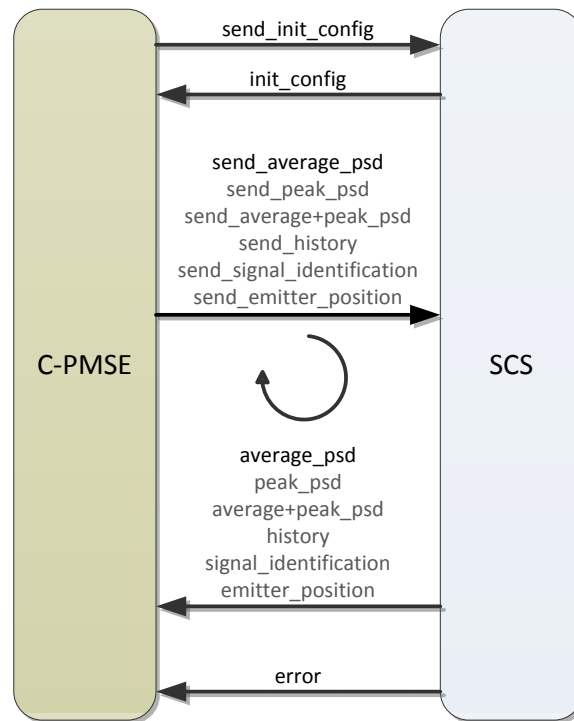 send_init_config
init_config
send_average_psd
send_peak_psd
send_average+peak_psd
send_history
send_signal_identification
send_emitter_position
C-PMSE
SCS
average_psd
peak_psd
average+peak_psd
history
signal_identification
emitter_position
error